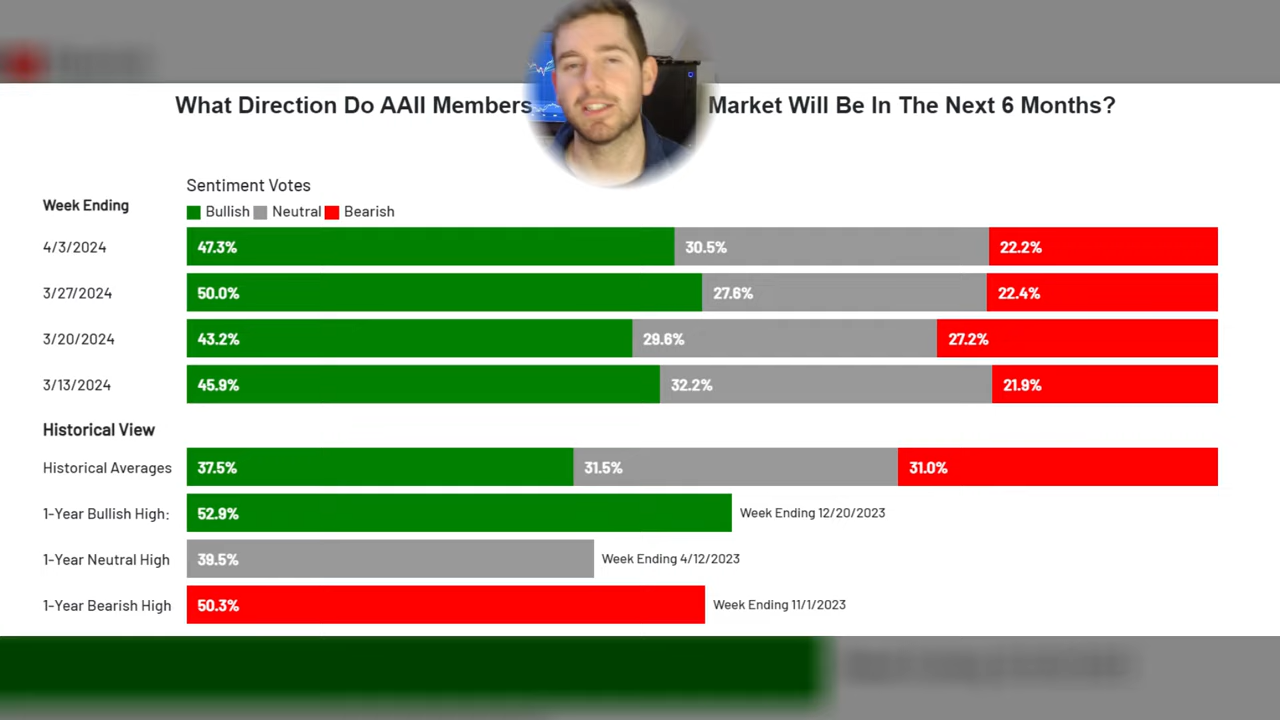 What Direction Do AAII Members Market Will Be In The Next 6 Months?
Sentiment Votes
Week Ending
Bullish Neutral Bearish
4/3/2024 47.3% 30.5% 22.2%
3/27/2024 50.0% 27.6% 22.4%
3/20/2024 43.2% 29.6% 27.2%
3/13/2024 45.9% 32.2% 21.9%
Historical View
Historical Averages 37.5% 31.5% 31.0%
1-Year Bullish High: 52.9% Week Ending 12/20/2023
1-Year Neutral High 39.5% Week Ending 4/12/2023
1-Year Bearish High 50.3% Week Ending 11/1/2023